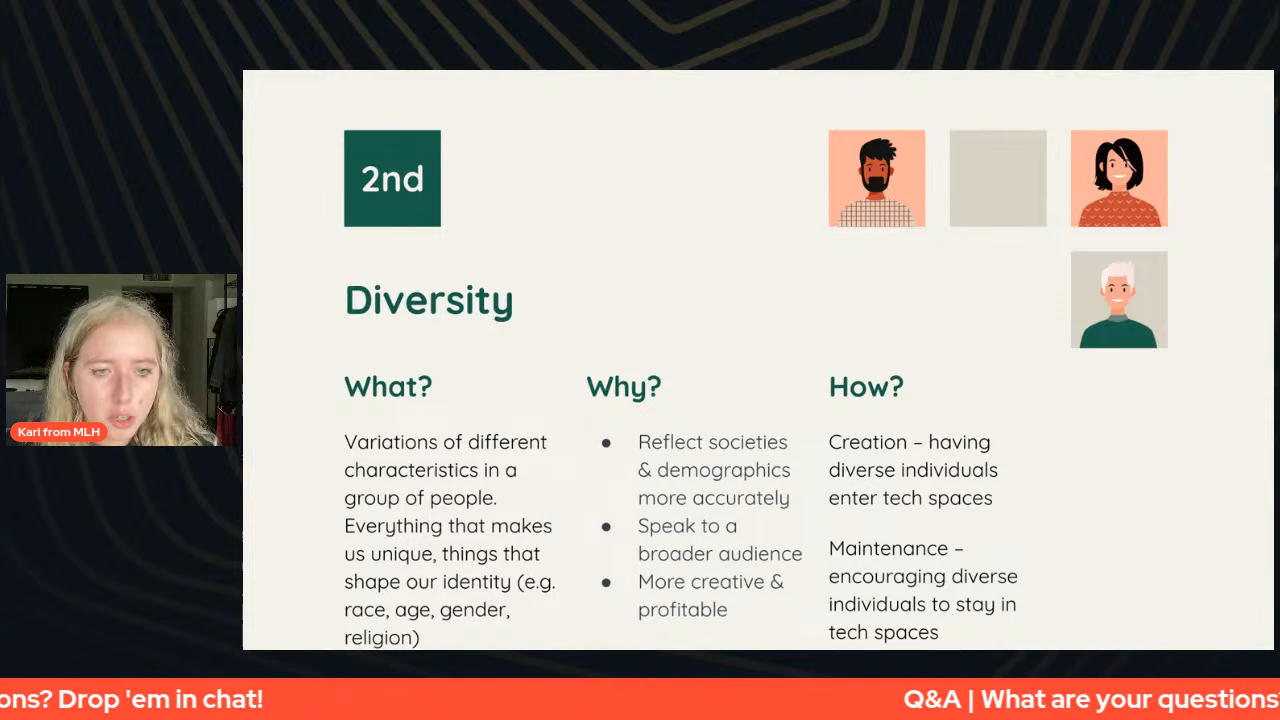 2nd
Diversity
What?
Variations of different
characteristics in a
group of people.
Everything that makes
us unique, things that
shape our identity (e.g.
race, age, gender,
religion)
Why?
Reflect societies
& demographics
more accurately
Speak to a
broader audience
More creative &
profitable
How?
Creation – having
diverse individuals
enter tech spaces
Maintenance –
encouraging diverse
individuals to stay in
tech spaces
Kari from MLH
ons? Drop 'em in chat!
Q&A | What are your questions?